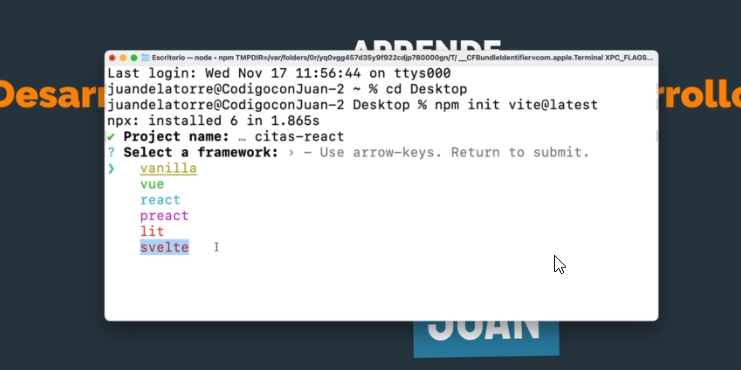 APRENDE
Desarr
rrollo
Escritorio — node ‹ npm TMPDIR=/var/folders/0r/yq0vgg457d35y9f922cdjp780000gn/T/ __CFBundleIdentifier=com.apple.Terminal XPC_FLAGS...
Last login: Wed Nov 17 11:56:44 on ttys000
juandelatorre@CodigoconJuan-2 ~ % cd Desktop
juandelatorre@CodigoconJuan-2 Desktop % npm init vite@latest
npx: installed 6 in 1.865s
✔ Project name: … citas-react
? Select a framework: › - Use arrow-keys. Return to submit.
❯ vanilla
vue
react
preact
lit
svelte
JUAN